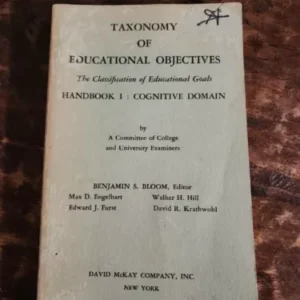 TAXONOMY
OF
EDUCATIONAL OBJECTIVES
The Classification of Educational Goals
HANDBOOK I : COGNITIVE DOMAIN
by
A Committee of College
and University Examiners
BENJAMIN S. BLOOM, Editor
Max D. Engelhart Walker H. Hill
Edward J. Furst David R. Krathwohl
DAVID McKAY COMPANY, INC.
NEW YORK